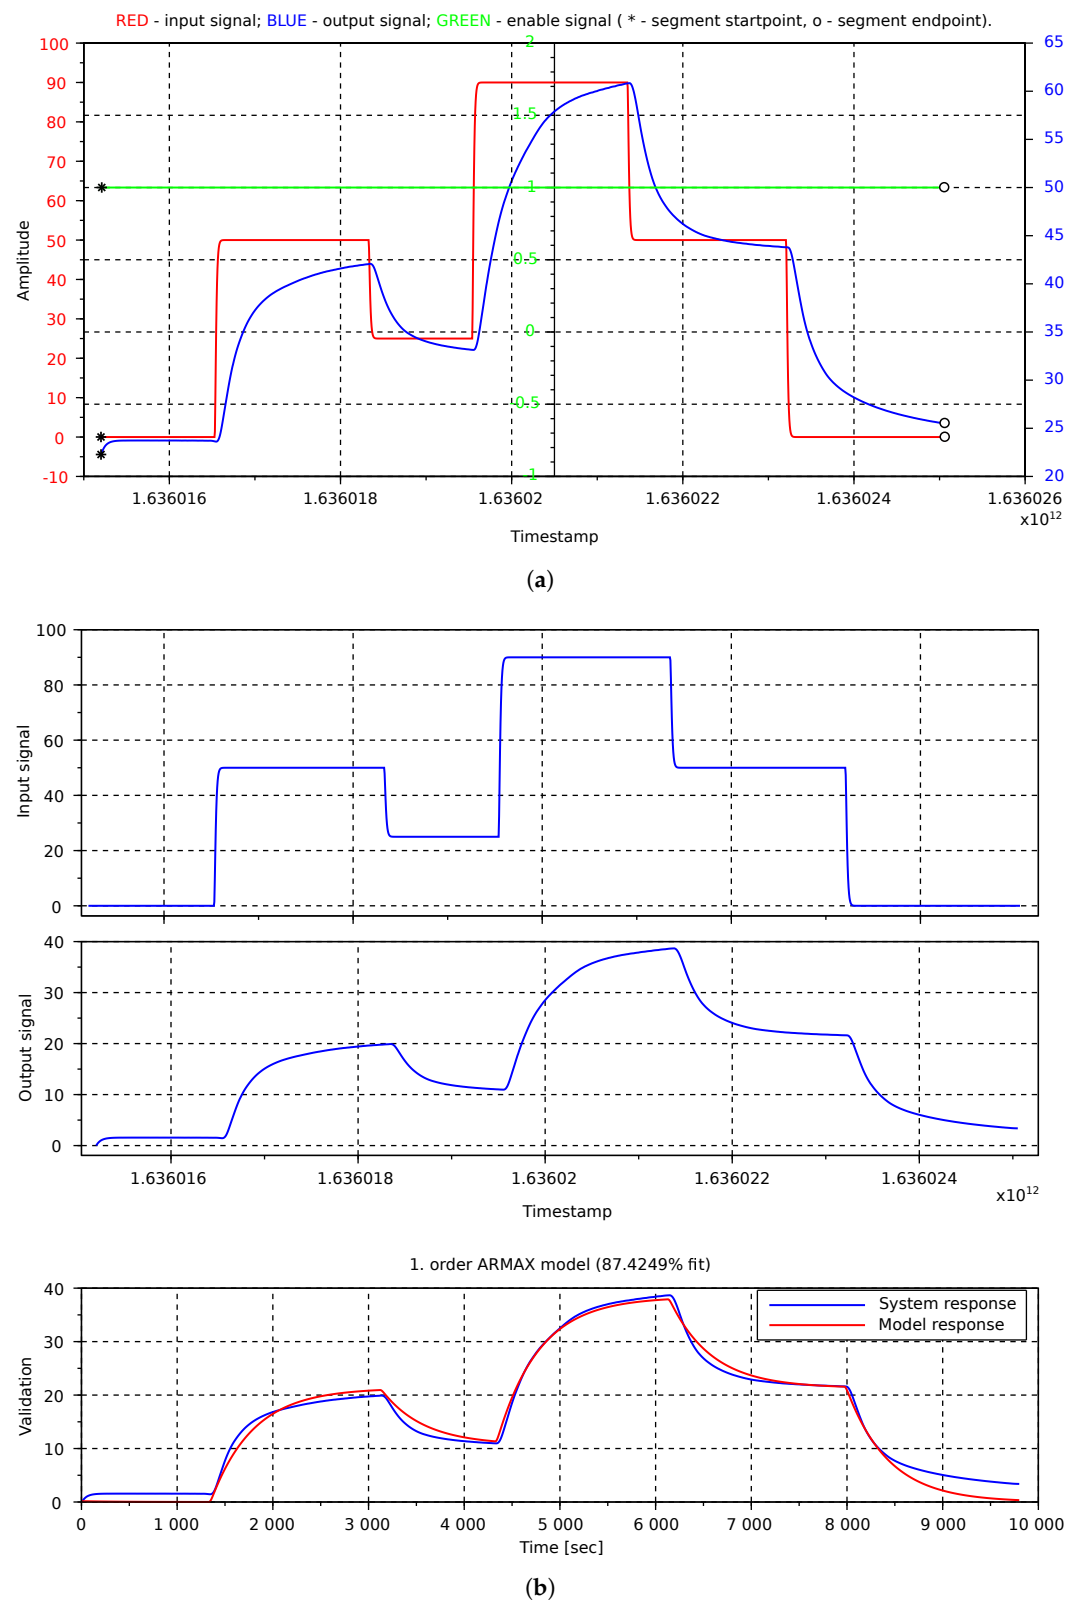 RED - input signal; BLUE - output signal; GREEN - enable signal ( * - segment startpoint, o - segment endpoint).
100
90
80
70
60
50
40
30
20
10
0
-10
Amplitude
2
1.5
1
0.5
0
-0.5
-1
65
60
55
50
45
40
35
30
25
20
1.636016 1.636018 1.63602 1.636022 1.636024 1.636026
x10¹²
Timestamp
(a)
100
80
60
40
20
0
Input signal
40
30
20
10
0
Output signal
1.636016 1.636018 1.63602 1.636022 1.636024
x10¹²
Timestamp
1. order ARMAX model (87.4249% fit)
40
30
20
10
0
Validation
System response
Model response
0 1 000 2 000 3 000 4 000 5 000 6 000 7 000 8 000 9 000 10 000
Time [sec]
(b)